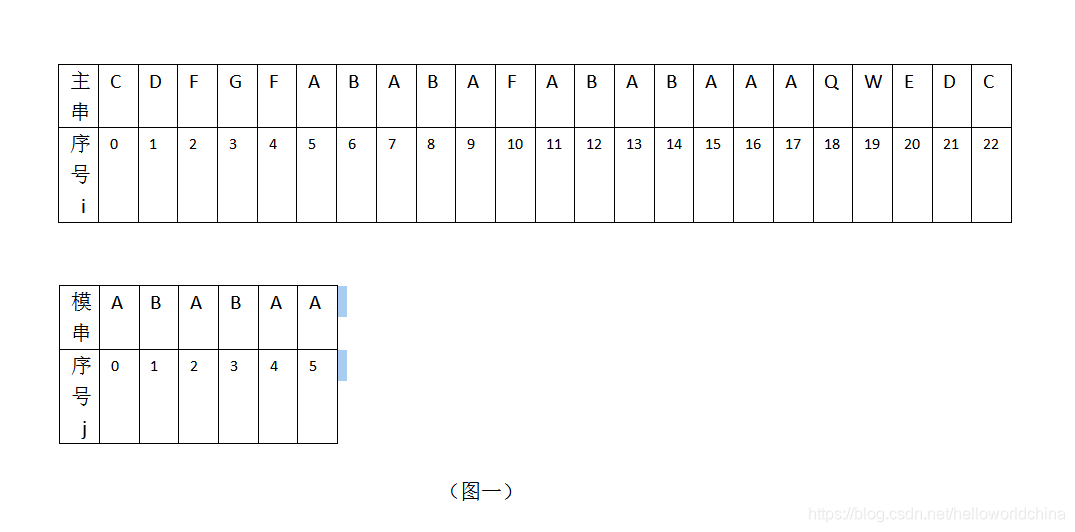 主串 C D F G F A B A B A F A B A B A A A Q W E D C
序号i 0 1 2 3 4 5 6 7 8 9 10 11 12 13 14 15 16 17 18 19 20 21 22
模串 A B A B A A
序号j 0 1 2 3 4 5
（图一）
https://blog.csdn.net/helloworldchina